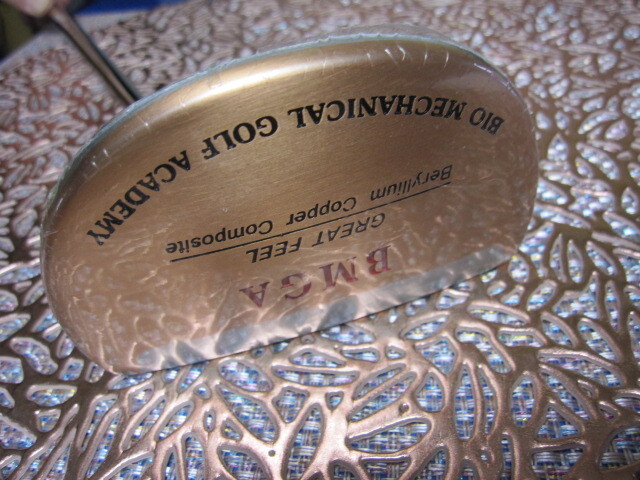 BMGA
GREAT FEEL
Beryllium Copper Composite
BIO MECHANICAL GOLF ACADEMY